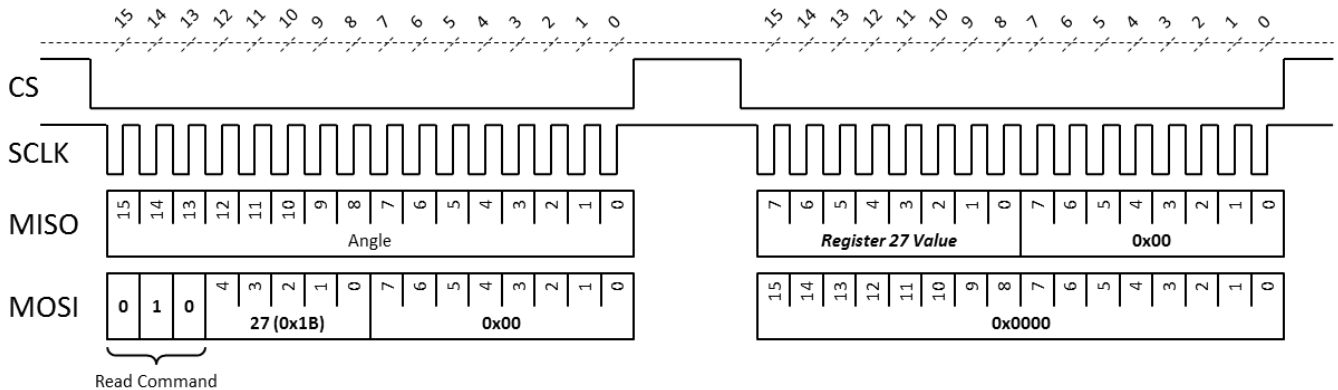 15 14 13 12 11 10 9 8 7 6 5 4 3 2 1 0 15 14 13 12 11 10 9 8 7 6 5 4 3 2 1 0
CS
SCLK
MISO
15 14 13 12 11 10 9 8 7 6 5 4 3 2 1 0 7 6 5 4 3 2 1 0 7 6 5 4 3 2 1 0
Angle Register 27 Value 0x00
MOSI
0 1 0 4 3 2 1 0 7 6 5 4 3 2 1 0 15 14 13 12 11 10 9 8 7 6 5 4 3 2 1 0
27 (0x1B) 0x00 0x0000
Read Command